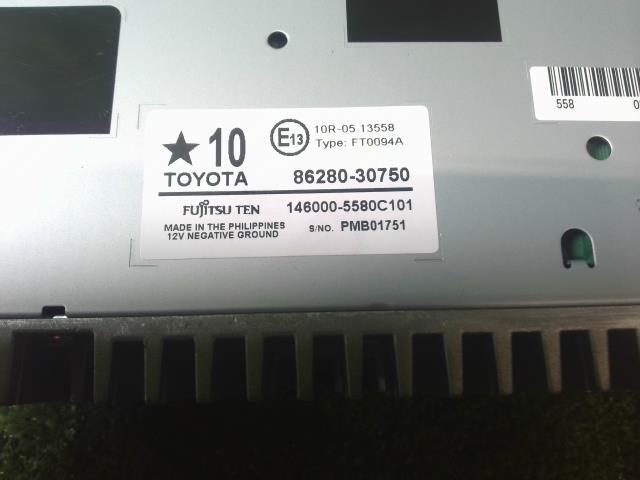 ★10
E13
10R-05 13558
Type: FT0094A
TOYOTA 86280-30750
FUJITSU TEN 146000-5580C101
MADE IN THE PHILIPPINES
12V NEGATIVE GROUND
S/NO. PMB01751
558